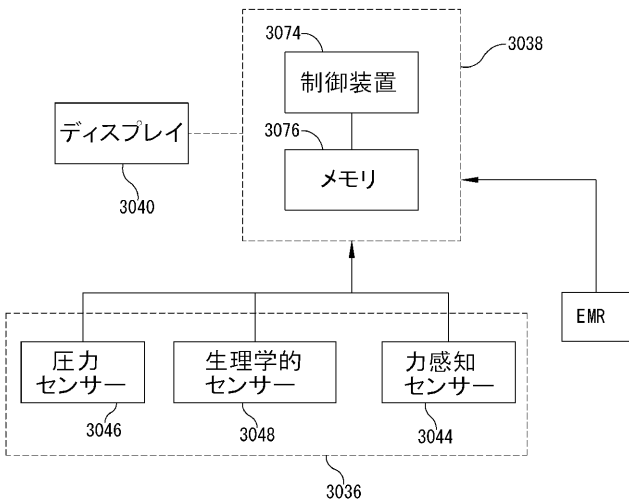 3074
制御装置
3038
ディスプレイ
3076
メモリ
3040
EMR
圧力
センサー
生理学的
センサー
力感知
センサー
3046
3048
3044
3036